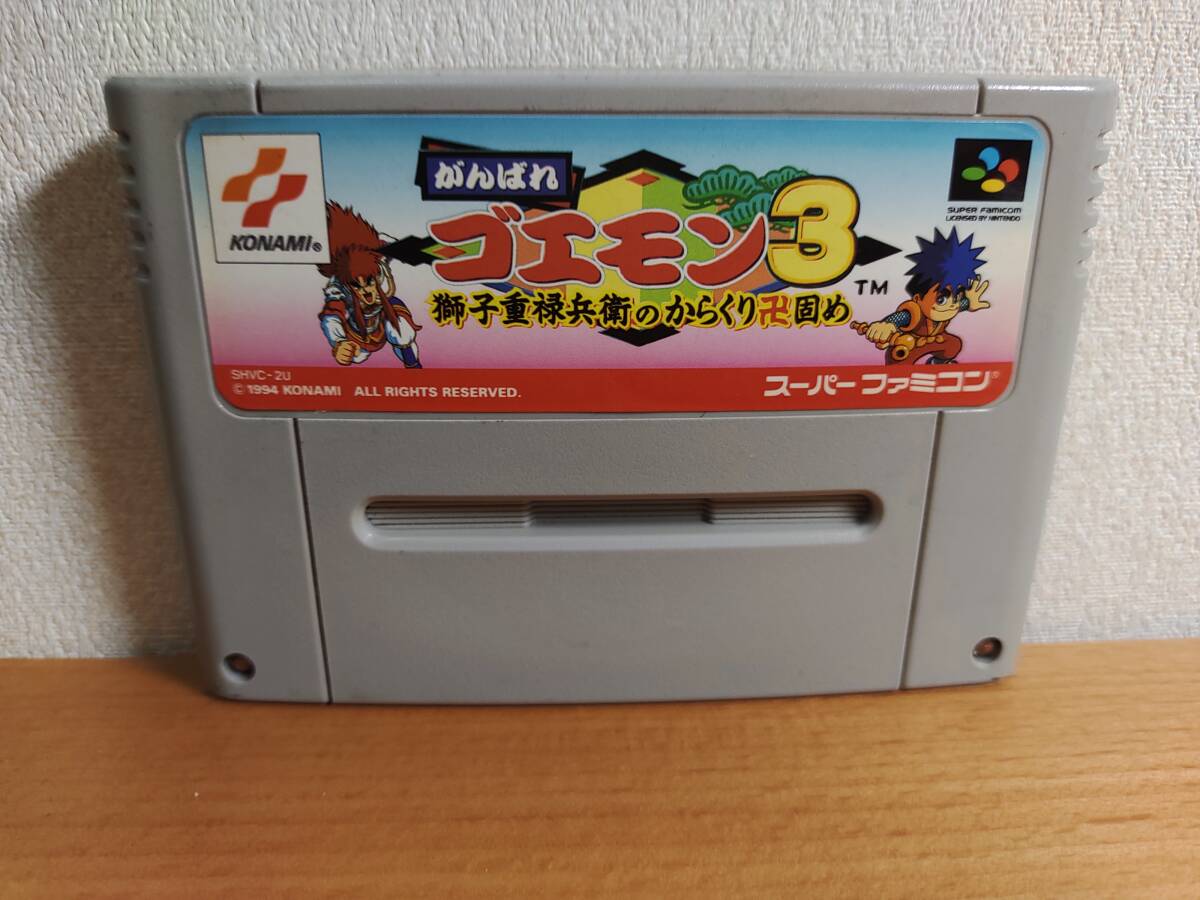 KONAMI®
がんばれ
ゴエモン3
TM
獅子重禄兵衛のからくり卍固め
SUPER FAMICOM
LICENSED BY NINTENDO
SHVC-2U
© 1994 KONAMI ALL RIGHTS RESERVED.
スーパーファミコン®